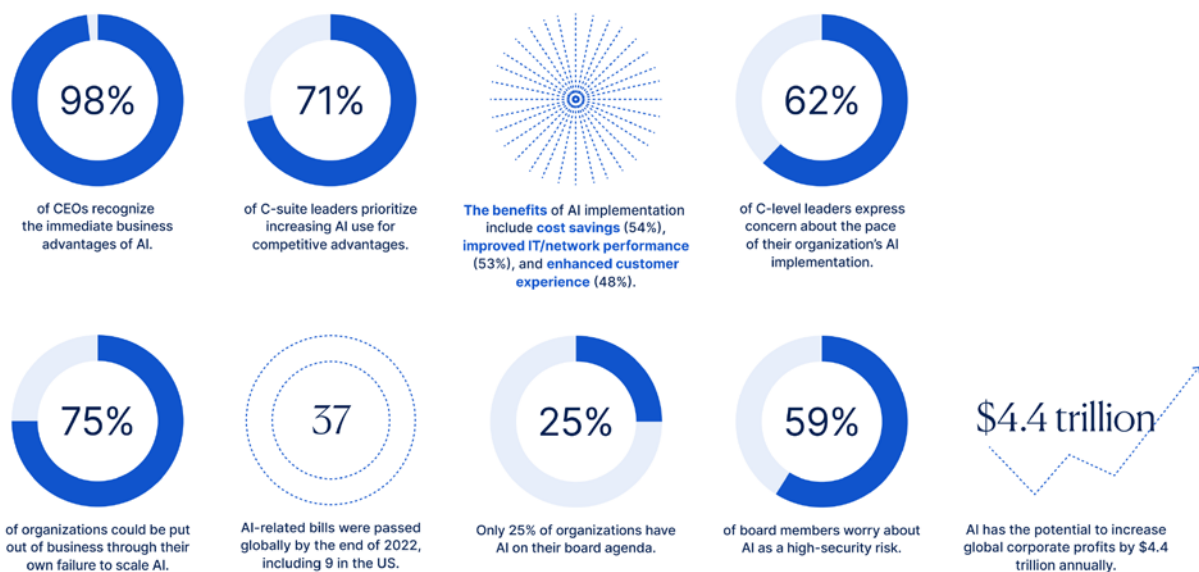 98%
of CEOs recognize
the immediate business
advantages of AI.
71%
of C-suite leaders prioritize
increasing AI use for
competitive advantages.
The benefits of AI implementation
include cost savings (54%),
improved IT/network performance
(53%), and enhanced customer
experience (48%).
62%
of C-level leaders express
concern about the pace
of their organization's AI
implementation.
75%
of organizations could be put
out of business through their
own failure to scale AI.
37
AI-related bills were passed
globally by the end of 2022,
including 9 in the US.
25%
Only 25% of organizations have
AI on their board agenda.
59%
of board members worry about
AI as a high-security risk.
$4.4 trillion
AI has the potential to increase
global corporate profits by $4.4
trillion annually.